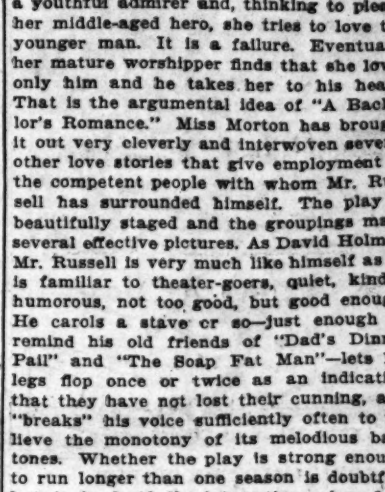 a youthful admirer and, thinking to plea
her middle-aged hero, she tries to love t
younger man. It is a failure. Eventua
her mature worshipper finds that she lov
only him and he takes her to his hea
That is the argumental idea of "A Bac
lor's Romance." Miss Morton has broug
it out very cleverly and interwoven seve
other love stories that give employment
the competent people with whom Mr. R
sell has surrounded himself. The play
beautifully staged and the groupings ma
several effective pictures. As David Holm
Mr. Russell is very much like himself as
is familiar to theater-goers, quiet, kind
humorous, not too good, but good enou
He carols a stave or so—just enough
remind his old friends of "Dad's Din
Pail" and "The Soap Fat Man"—lets
legs flop once or twice as an indicati
that they have not lost their cunning, a
"breaks" his voice sufficiently often to
lieve the monotony of its melodious ba
tones. Whether the play is strong enou
to run longer than one season is doubtf